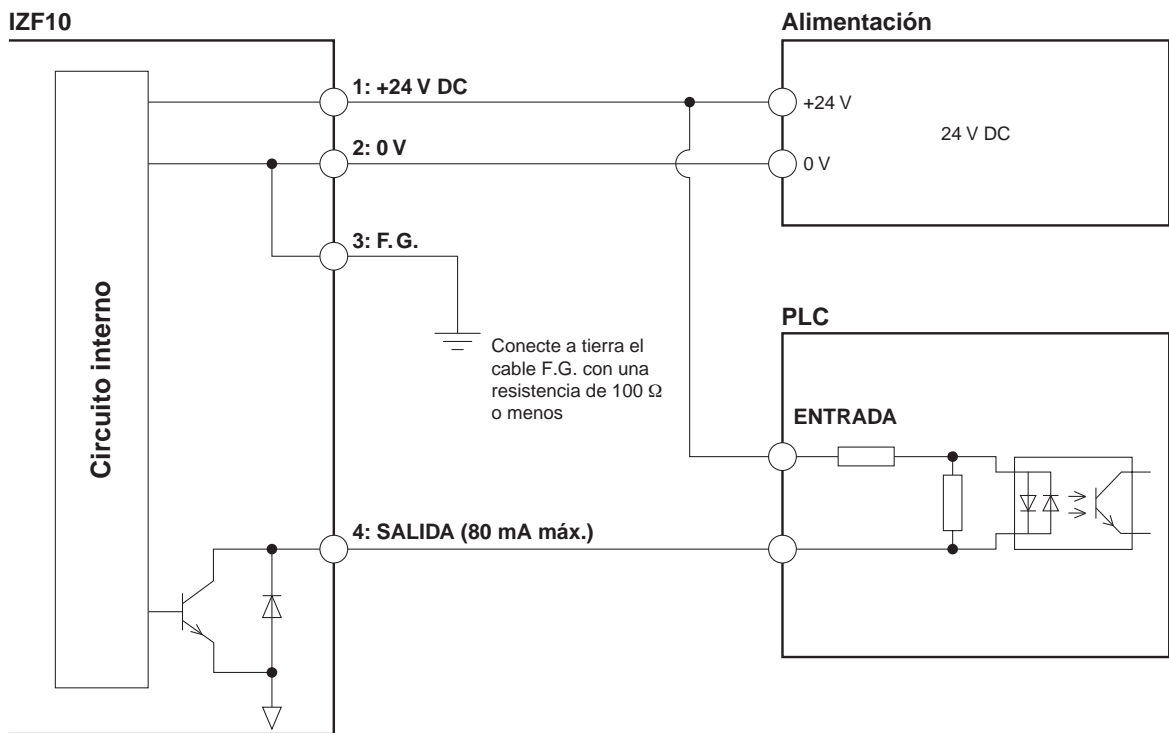 IZF10
Alimentación
1: +24 V DC
+24 V
24 V DC
2: 0 V
0 V
3: F.G.
Circuito interno
Conecte a tierra el
cable F.G. con una
resistencia de 100 Ω
o menos
PLC
ENTRADA
4: SALIDA (80 mA máx.)